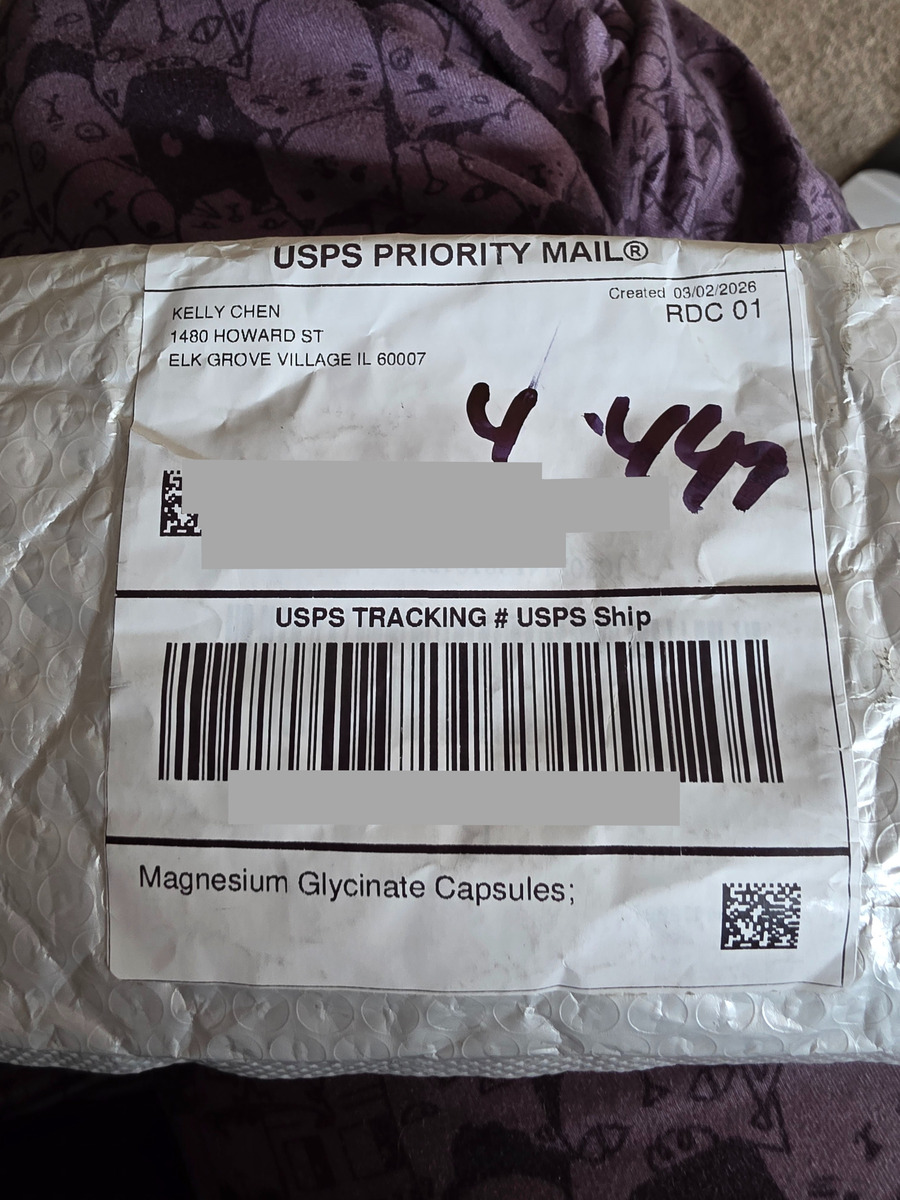 USPS PRIORITY MAIL®
KELLY CHEN
1480 HOWARD ST
ELK GROVE VILLAGE IL 60007
Created 03/02/2026
RDC 01
4
USPS TRACKING # USPS Ship
Magnesium Glycinate Capsules;